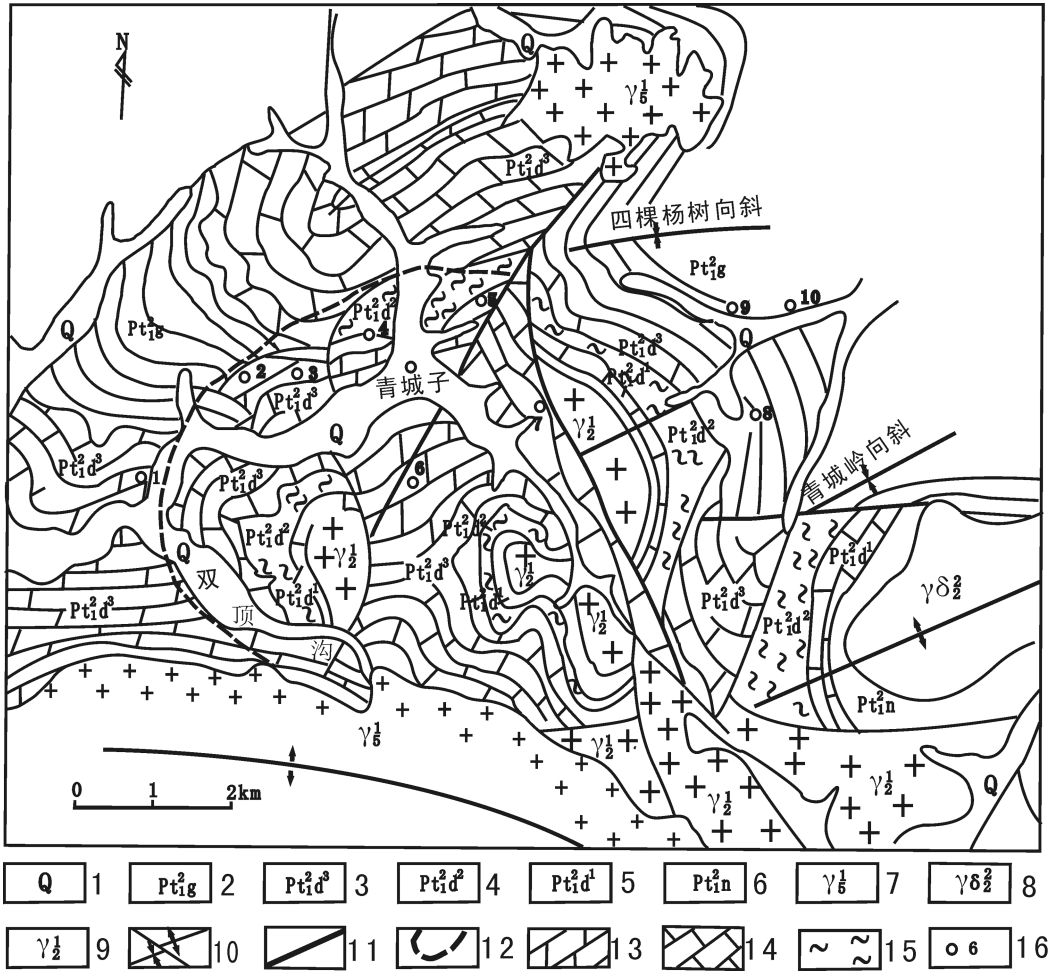 N
Q
γ₅¹
Pt₁²d³
四棵杨树向斜
Pt₁²g
9
10
Q
Pt₁²g
Q
Pt₁²d²
4
5
2
3
青城子
Pt₁²d³
Pt₁²d³
Pt₁²d¹
7
γ₂¹
8
Q
Pt₁²d²
青城岭向斜
Pt₁²d³
1
Pt₁²d³
6
Pt₁²d²
γ₂¹
Pt₁²d²
Pt₁²d¹
Q
双顶沟
Pt₁²d³
γ₂¹
Pt₁²d¹
Pt₁²d³
Pt₁²d¹
γ₂¹
Pt₁²d³
Pt₁²d²
γδ₂²
Pt₁²n
γ₅¹
γ₂¹
γ₂¹
γ₂¹
Q
0 1 2km
Q 1 Pt₁²g 2 Pt₁²d³ 3 Pt₁²d² 4 Pt₁²d¹ 5 Pt₁²n 6 γ₅¹ 7 γδ₂² 8
γ₂¹ 9 10 11 12 13 14 15 6 16